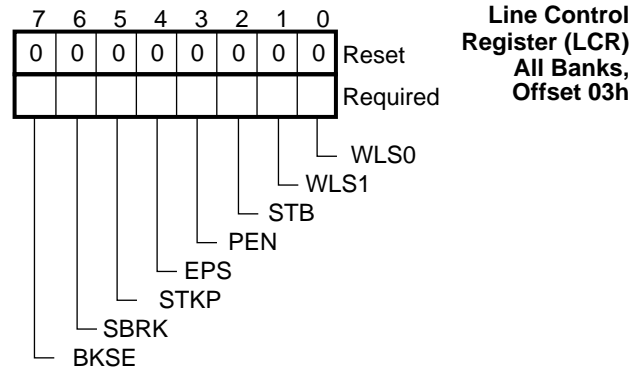 7 6 5 4 3 2 1 0
0 0 0 0 0 0 0 0 Reset
Required
Line Control
Register (LCR)
All Banks,
Offset 03h
WLS0
WLS1
STB
PEN
EPS
STKP
SBRK
BKSE